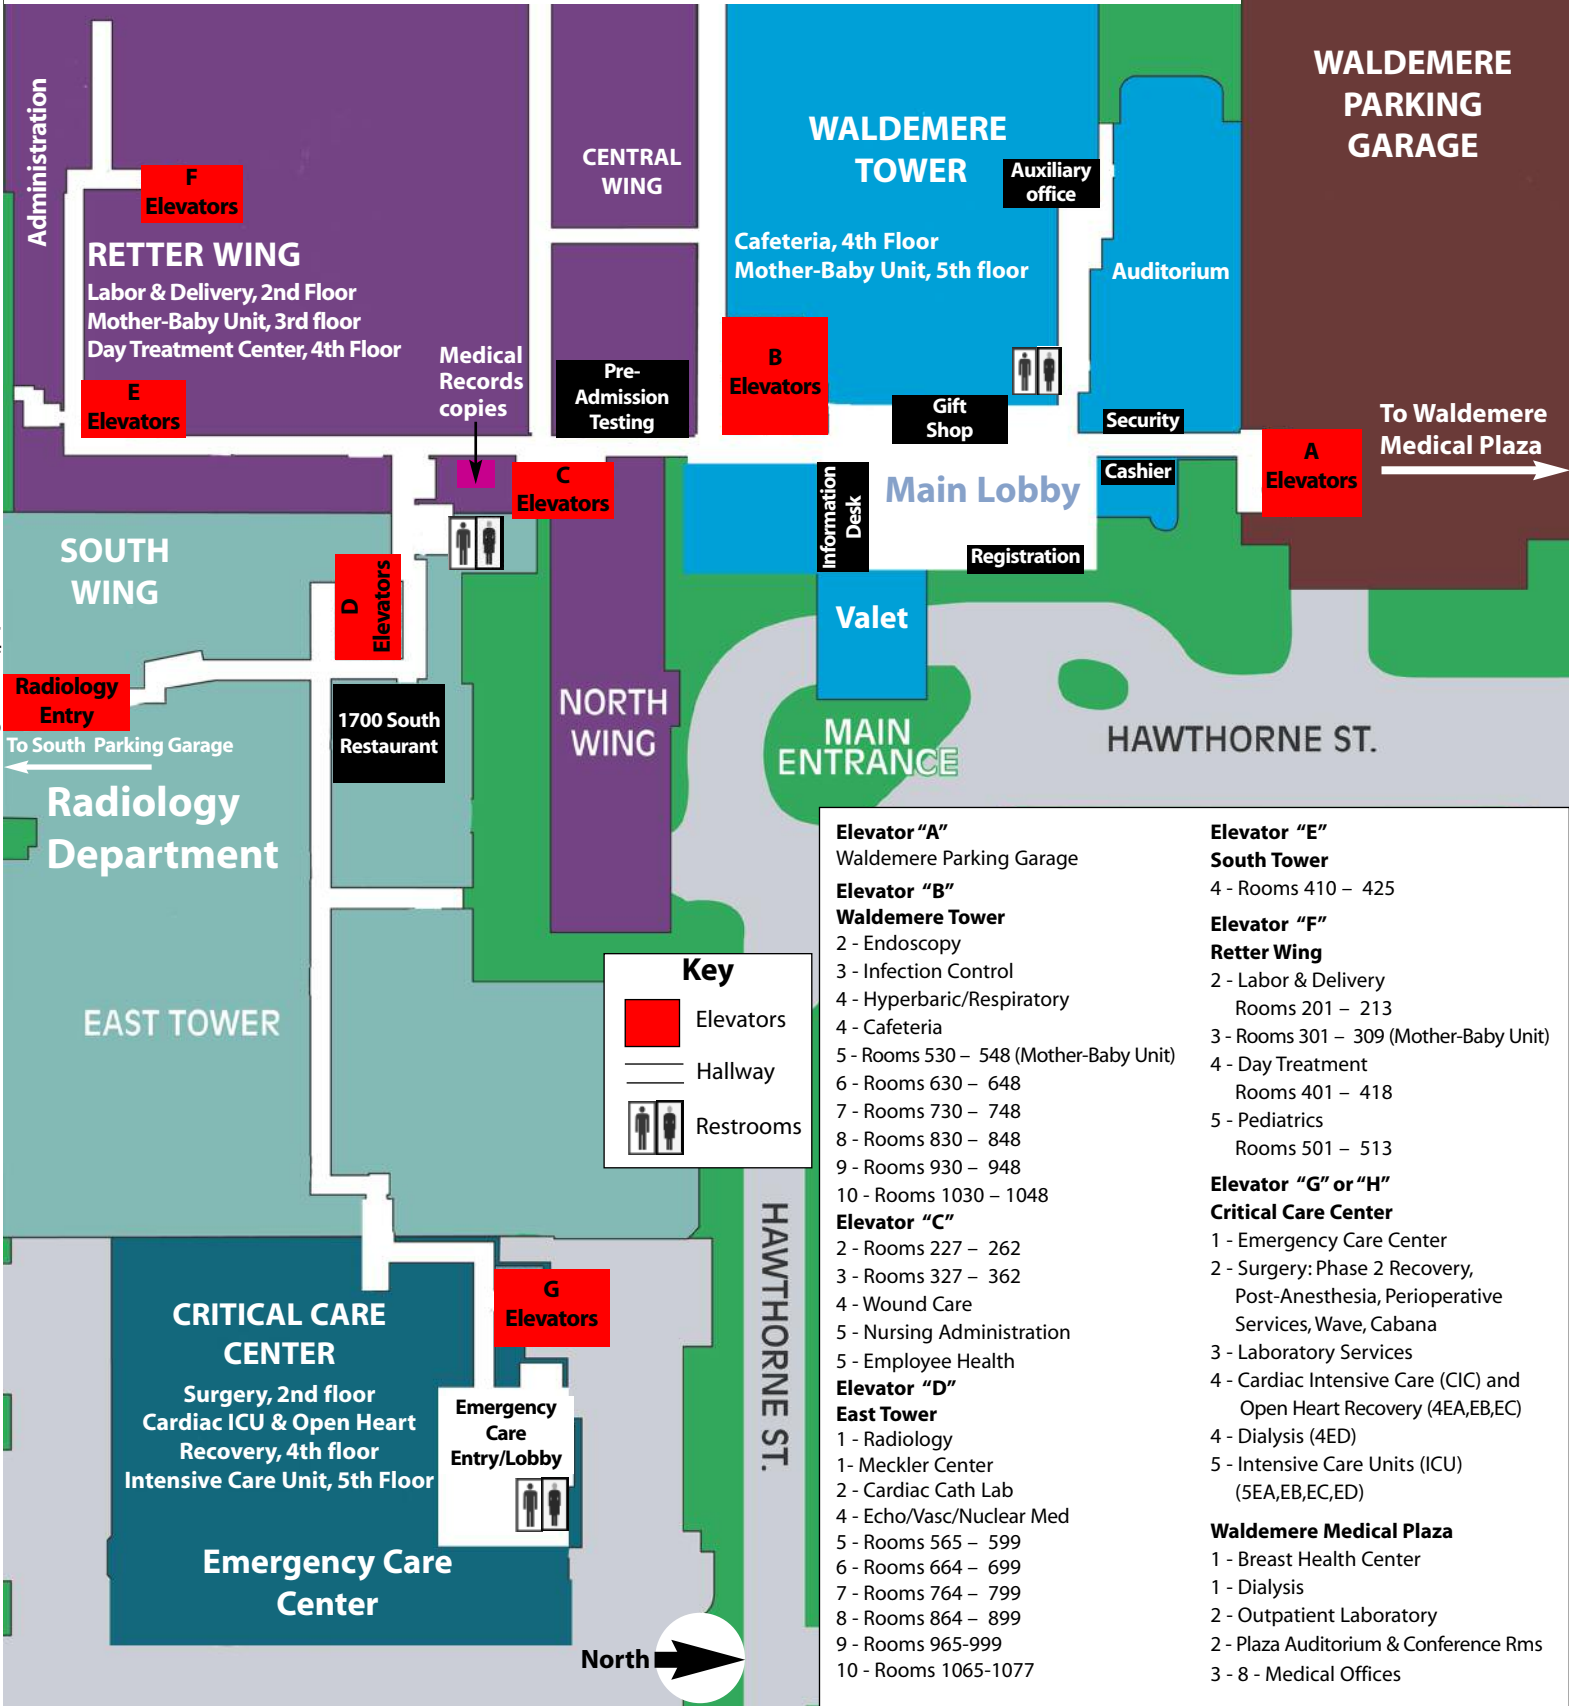 Administration
F
Elevators
RETTER WING
Labor & Delivery, 2nd Floor
Mother-Baby Unit, 3rd floor
Day Treatment Center, 4th Floor
E
Elevators
Medical
Records
copies
CENTRAL
WING
Pre-
Admission
Testing
C
Elevators
WALDEMERE
TOWER
Auxiliary
office
Cafeteria, 4th Floor
Mother-Baby Unit, 5th floor
B
Elevators
Gift
Shop
Auditorium
Security
Cashier
WALDEMERE
PARKING
GARAGE
To Waldemere
Medical Plaza
A
Elevators
Information
Desk
Main Lobby
Registration
Valet
SOUTH
WING
D
Elevators
Radiology
Entry
To South Parking Garage
Radiology
Department
1700 South
Restaurant
NORTH
WING
MAIN
ENTRANCE
HAWTHORNE ST.
EAST TOWER
Key
Elevators
Hallway
Restrooms
HAWTHORNE ST.
CRITICAL CARE
CENTER
Surgery, 2nd floor
Cardiac ICU & Open Heart
Recovery, 4th floor
Intensive Care Unit, 5th Floor
G
Elevators
Emergency
Care
Entry/Lobby
Emergency Care
Center
North
Elevator “A”
Waldemere Parking Garage
Elevator “B”
Waldemere Tower
2 - Endoscopy
3 - Infection Control
4 - Hyperbaric/Respiratory
4 - Cafeteria
5 - Rooms 530 – 548 (Mother-Baby Unit)
6 - Rooms 630 – 648
7 - Rooms 730 – 748
8 - Rooms 830 – 848
9 - Rooms 930 – 948
10 - Rooms 1030 – 1048
Elevator “C”
2 - Rooms 227 – 262
3 - Rooms 327 – 362
4 - Wound Care
5 - Nursing Administration
5 - Employee Health
Elevator “D”
East Tower
1 - Radiology
1- Meckler Center
2 - Cardiac Cath Lab
4 - Echo/Vasc/Nuclear Med
5 - Rooms 565 – 599
6 - Rooms 664 – 699
7 - Rooms 764 – 799
8 - Rooms 864 – 899
9 - Rooms 965-999
10 - Rooms 1065-1077
Elevator “E”
South Tower
4 - Rooms 410 – 425
Elevator “F”
Retter Wing
2 - Labor & Delivery
Rooms 201 – 213
3 - Rooms 301 – 309 (Mother-Baby Unit)
4 - Day Treatment
Rooms 401 – 418
5 - Pediatrics
Rooms 501 – 513
Elevator “G” or “H”
Critical Care Center
1 - Emergency Care Center
2 - Surgery: Phase 2 Recovery,
Post-Anesthesia, Perioperative
Services, Wave, Cabana
3 - Laboratory Services
4 - Cardiac Intensive Care (CIC) and
Open Heart Recovery (4EA,EB,EC)
4 - Dialysis (4ED)
5 - Intensive Care Units (ICU)
(5EA,EB,EC,ED)
Waldemere Medical Plaza
1 - Breast Health Center
1 - Dialysis
2 - Outpatient Laboratory
2 - Plaza Auditorium & Conference Rms
3 - 8 - Medical Offices